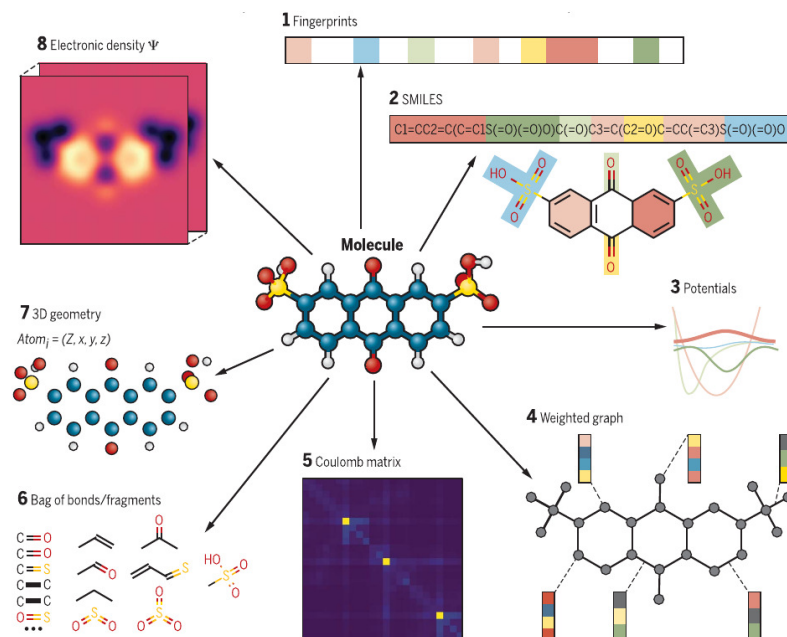 1 Fingerprints
8 Electronic density Ψ
2 SMILES
C1=CC2=C(C=C1S(=O)(=O)O)C(=O)C3=C(C2=O)C=CC(=C3)S(=O)(=O)O
O
O
HO
S
O
O
OH
S
O
O
Molecule
7 3D geometry
Atomᵢ = (Z, x, y, z)
3 Potentials
4 Weighted graph
5 Coulomb matrix
6 Bag of bonds/fragments
C=O
C=O
C=S
C–C
C–C
O=S
•••
O
O
S
HO
O
S
O
O
S
O
O
S
O
O